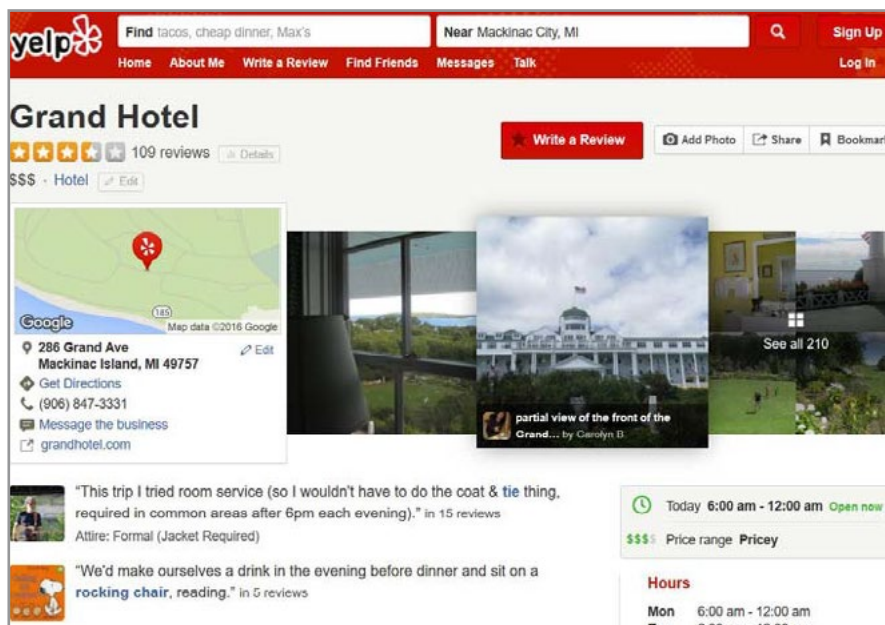 yelp
Find tacos, cheap dinner, Max's
Near Mackinac City, MI
Sign Up
Home About Me Write a Review Find Friends Messages Talk
Log In
Grand Hotel
109 reviews Details
$$$ · Hotel Edit
Write a Review
Add Photo Share Bookmark
185
Google
Map data ©2016 Google
286 Grand Ave
Mackinac Island, MI 49757
Edit
Get Directions
(906) 847-3331
Message the business
grandhotel.com
partial view of the front of the
Grand... by Carolyn B.
See all 210
"This trip I tried room service (so I wouldn't have to do the coat & tie thing,
required in common areas after 6pm each evening)." in 15 reviews
Attire: Formal (Jacket Required)
"We'd make ourselves a drink in the evening before dinner and sit on a
rocking chair, reading." in 5 reviews
Today 6:00 am - 12:00 am Open now
$$$$ Price range Pricey
Hours
Mon 6:00 am - 12:00 am